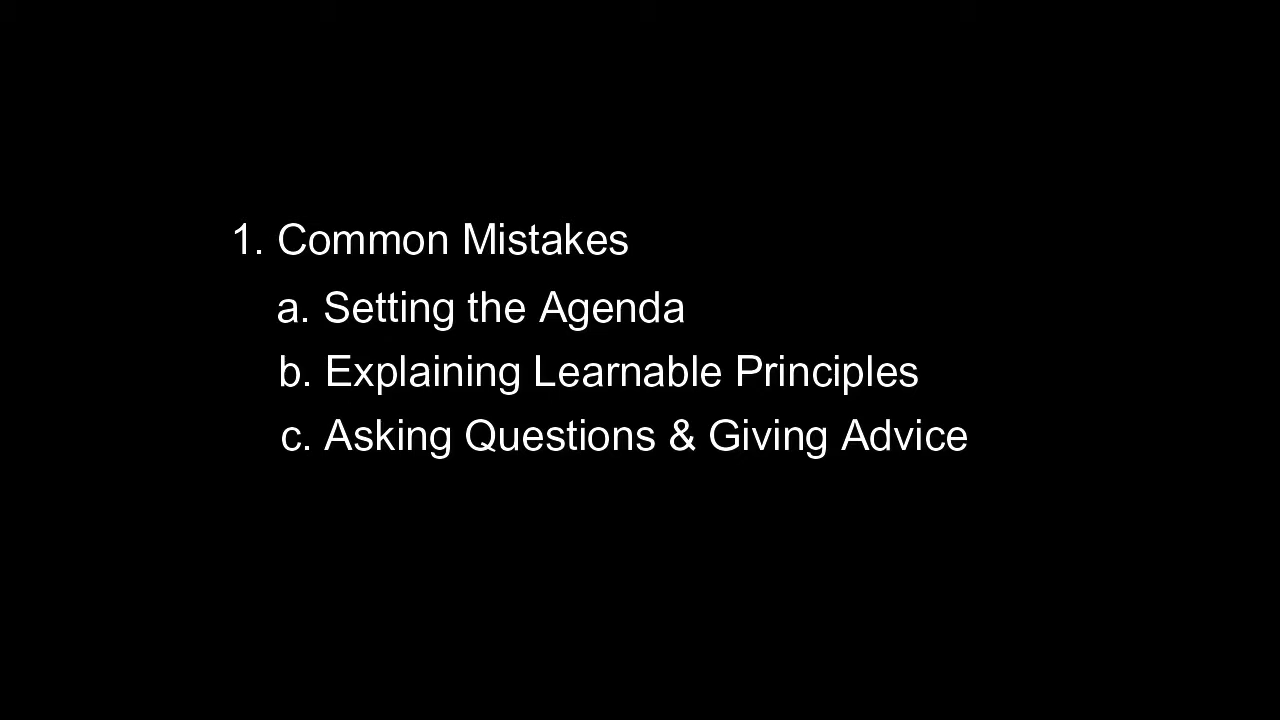 1. Common Mistakes
a. Setting the Agenda
b. Explaining Learnable Principles
c. Asking Questions & Giving Advice